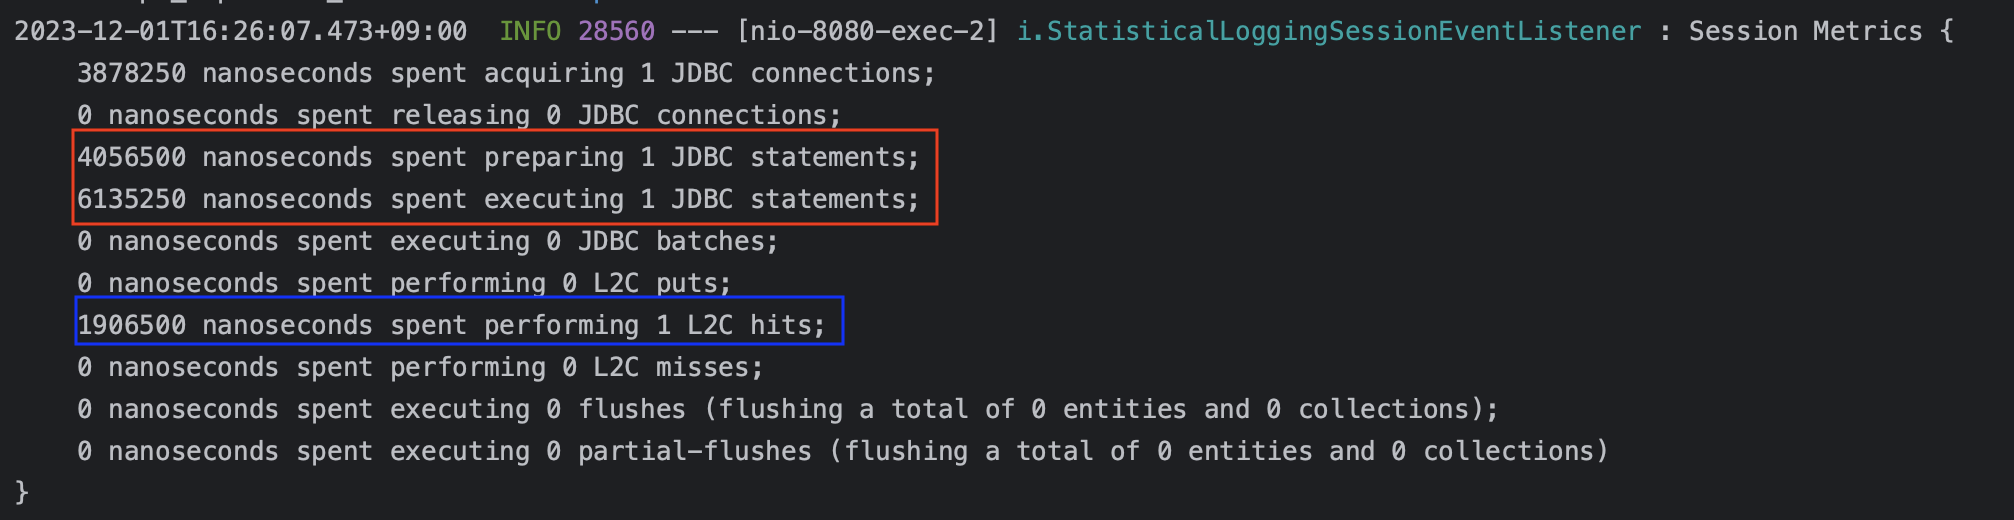 2023-12-01T16:26:07.473+09:00  INFO 28560 --- [nio-8080-exec-2] i.StatisticalLoggingSessionEventListener : Session Metrics {
    3878250 nanoseconds spent acquiring 1 JDBC connections;
    0 nanoseconds spent releasing 0 JDBC connections;
    4056500 nanoseconds spent preparing 1 JDBC statements;
    6135250 nanoseconds spent executing 1 JDBC statements;
    0 nanoseconds spent executing 0 JDBC batches;
    0 nanoseconds spent performing 0 L2C puts;
    1906500 nanoseconds spent performing 1 L2C hits;
    0 nanoseconds spent performing 0 L2C misses;
    0 nanoseconds spent executing 0 flushes (flushing a total of 0 entities and 0 collections);
    0 nanoseconds spent executing 0 partial-flushes (flushing a total of 0 entities and 0 collections)
}